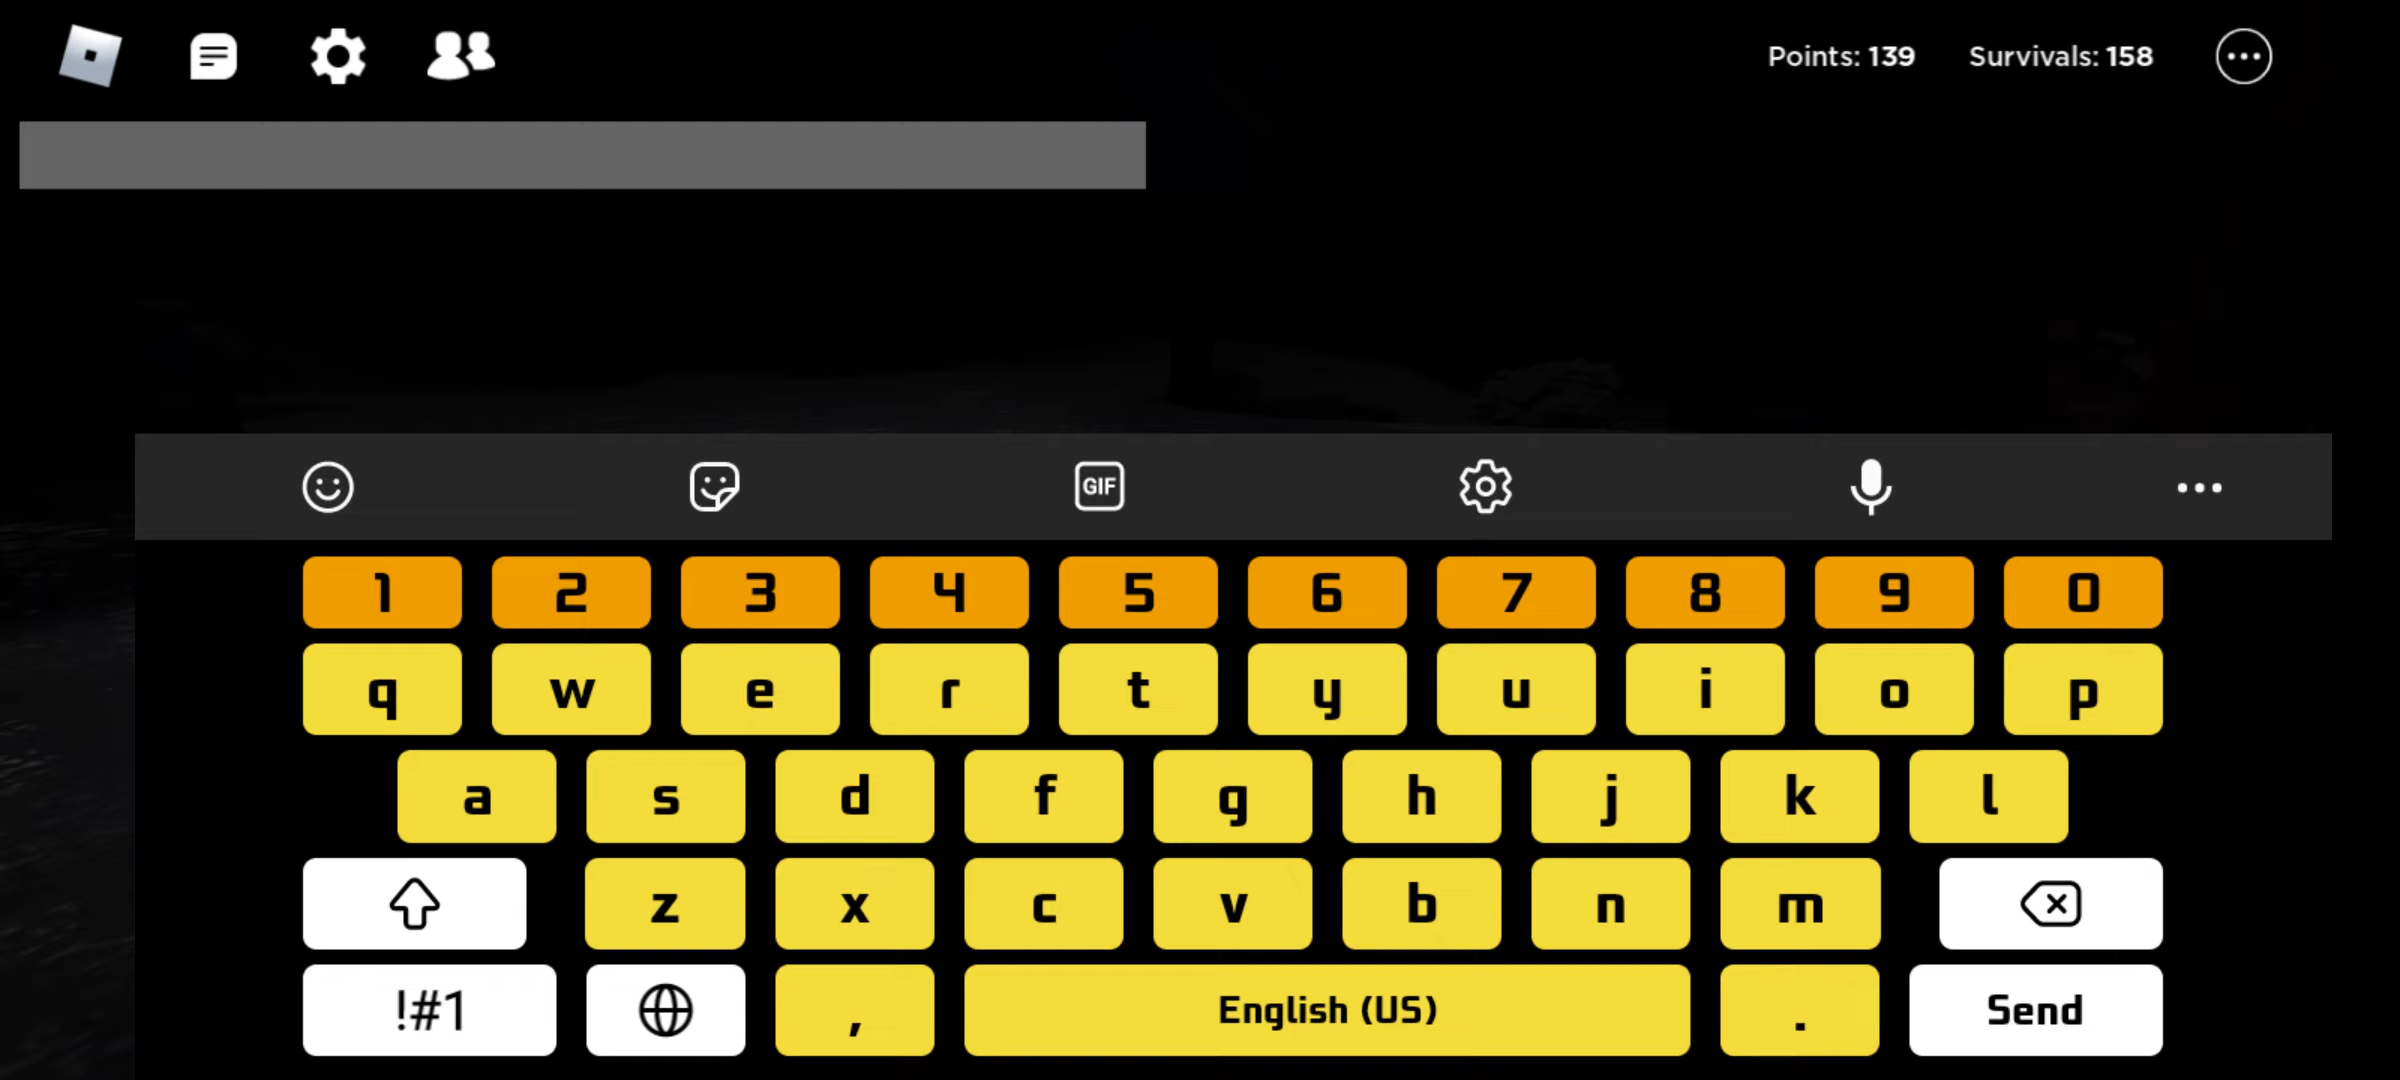 Points: 139 Survivals: 158
GIF
1 2 3 4 5 6 7 8 9 0
q w e r t y u i o p
a s d f g h j k l
z x c v b n m
!#1 , English (US) . Send